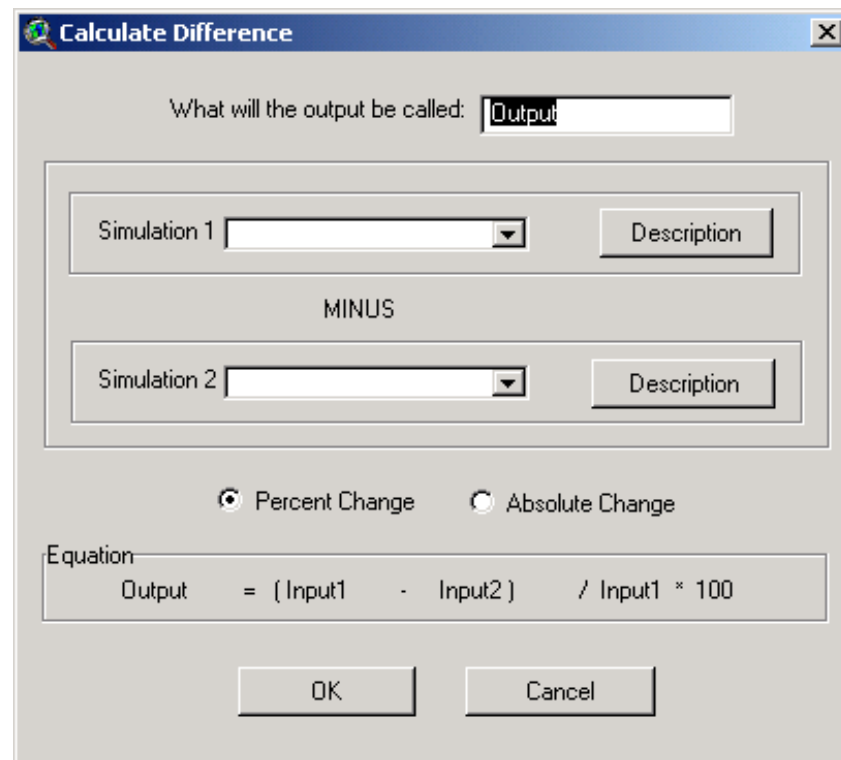 Calculate Difference
What will the output be called: Output
Simulation 1 Description
MINUS
Simulation 2 Description
Percent Change Absolute Change
Equation
Output = ( Input1 - Input2 ) / Input1 * 100
OK Cancel